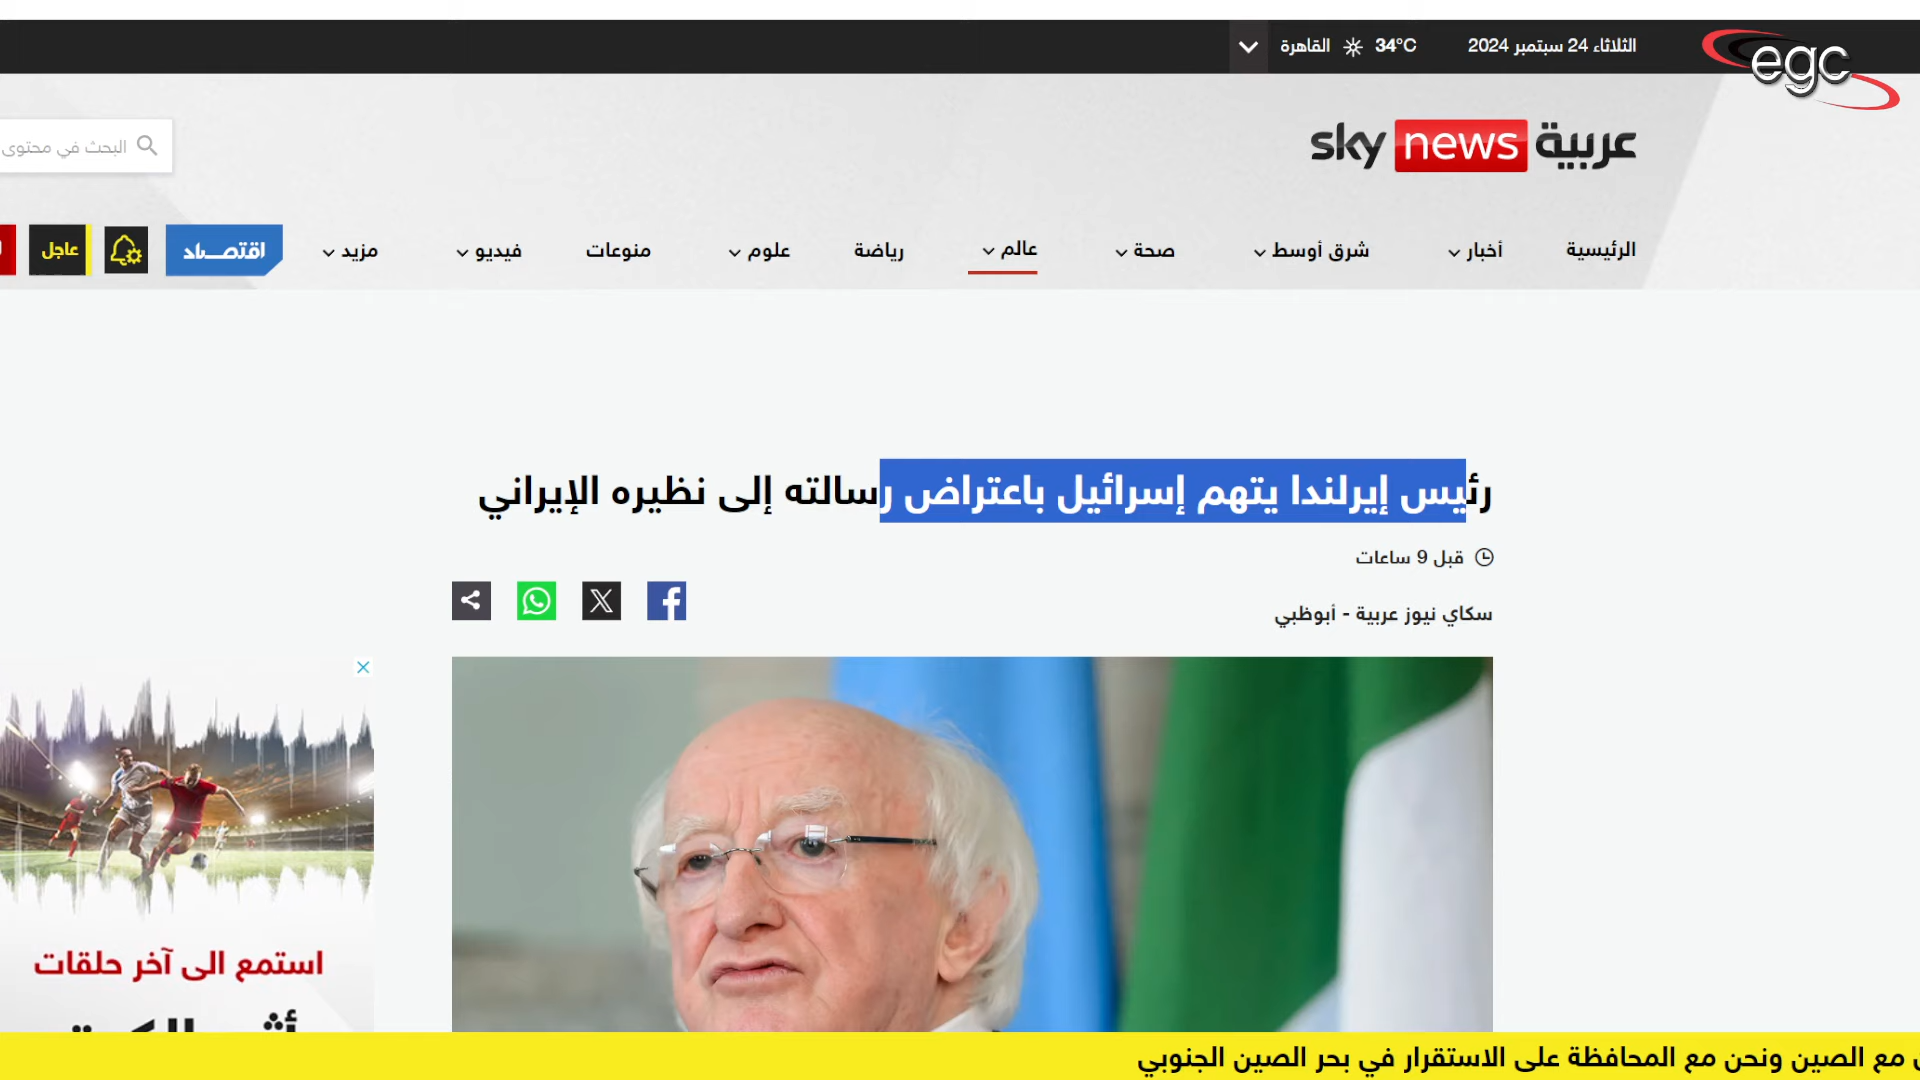 الثلاثاء 24 سبتمبر 2024
34°C القاهرة
egc
sky news عربية
البحث في محتوى
الرئيسية أخبار شرق أوسط صحة عالم رياضة علوم منوعات فيديو مزيد اقتصاد عاجل
رئيس إيرلندا يتهم إسرائيل باعتراض رسالته إلى نظيره الإيراني
قبل 9 ساعات
سكاي نيوز عربية - أبوظبي
استمع الى آخر حلقات
مع الصين ونحن مع المحافظة على الاستقرار في بحر الصين الجنوبي